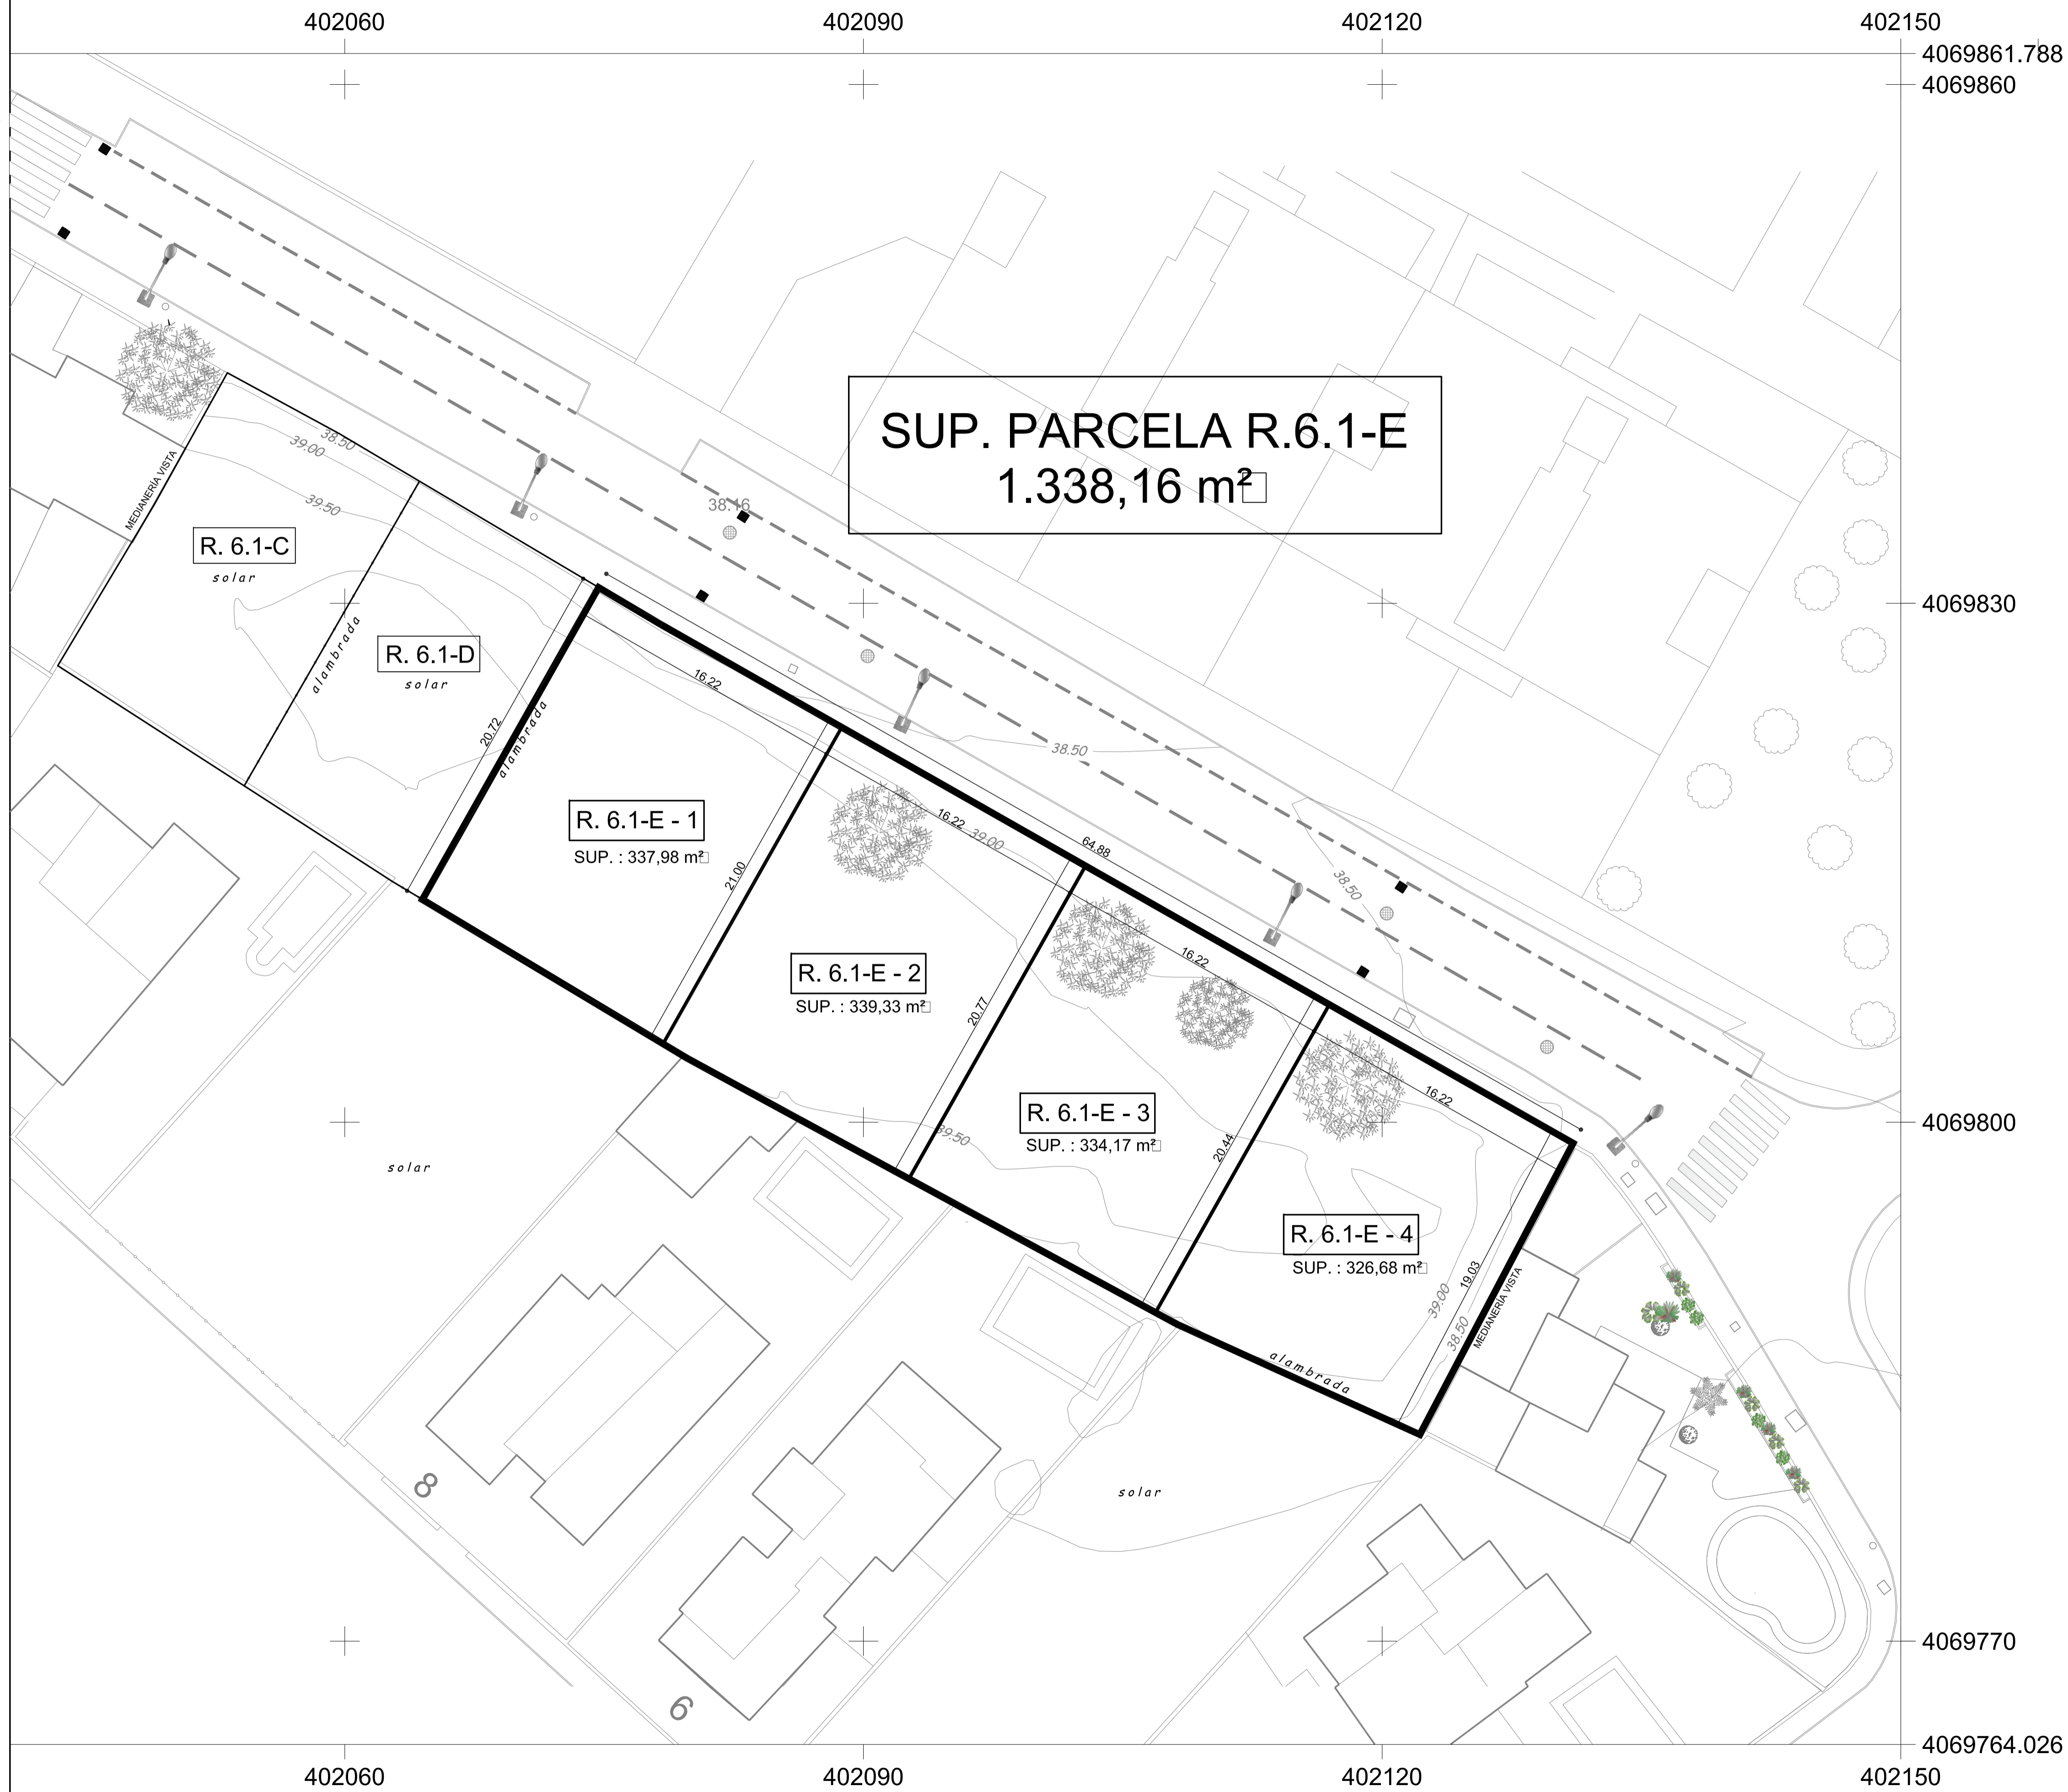 402060
402090
402120
402150
4069861.788
4069860
SUP. PARCELA R.6.1-E
1.338,16 m²
38.50
39.00
39.50
MEDIANERÍA VISTA
38.16
R. 6.1-C
solar
alambrada
4069830
R. 6.1-D
solar
16.22
20.72
alambrada
38.50
R. 6.1-E - 1
SUP. : 337,98 m²
21.00
16.22
39.00
64.88
38.50
R. 6.1-E - 2
SUP. : 339,33 m²
20.77
16.22
16.22
R. 6.1-E - 3
SUP. : 334,17 m²
20.44
39.50
4069800
solar
R. 6.1-E - 4
SUP. : 326,68 m²
19.03
39.00
38.50
MEDIANERÍA VISTA
alambrada
8
solar
4069770
6
4069764.026
402060
402090
402120
402150